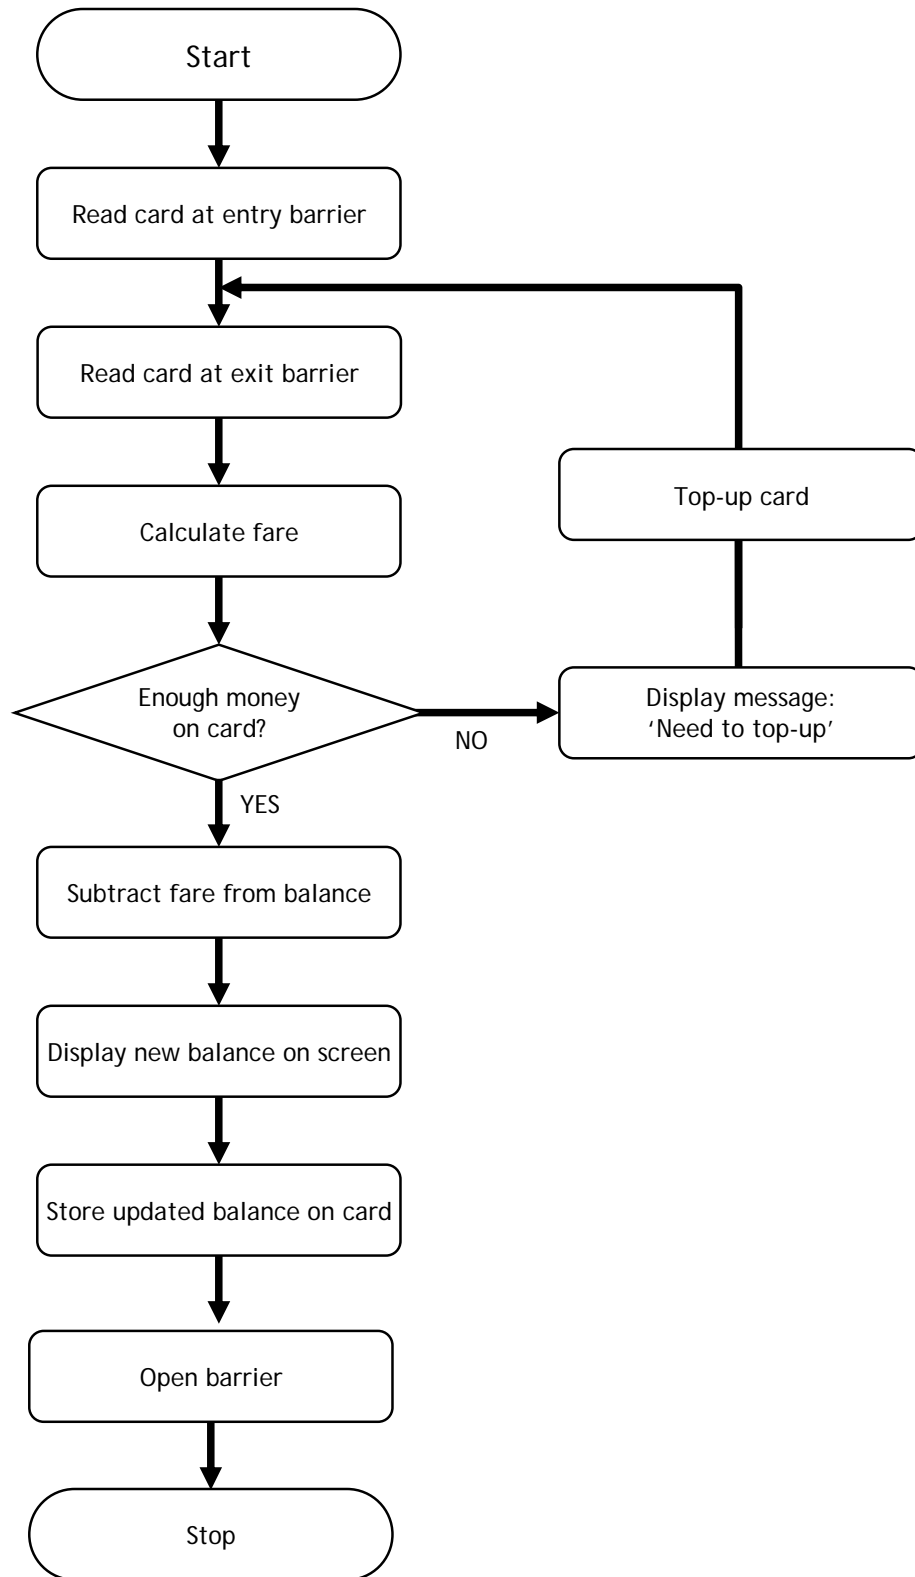 Start
Read card at entry barrier
Read card at exit barrier
Calculate fare
Top-up card
Enough money
on card?
NO
Display message:
‘Need to top-up’
YES
Subtract fare from balance
Display new balance on screen
Store updated balance on card
Open barrier
Stop